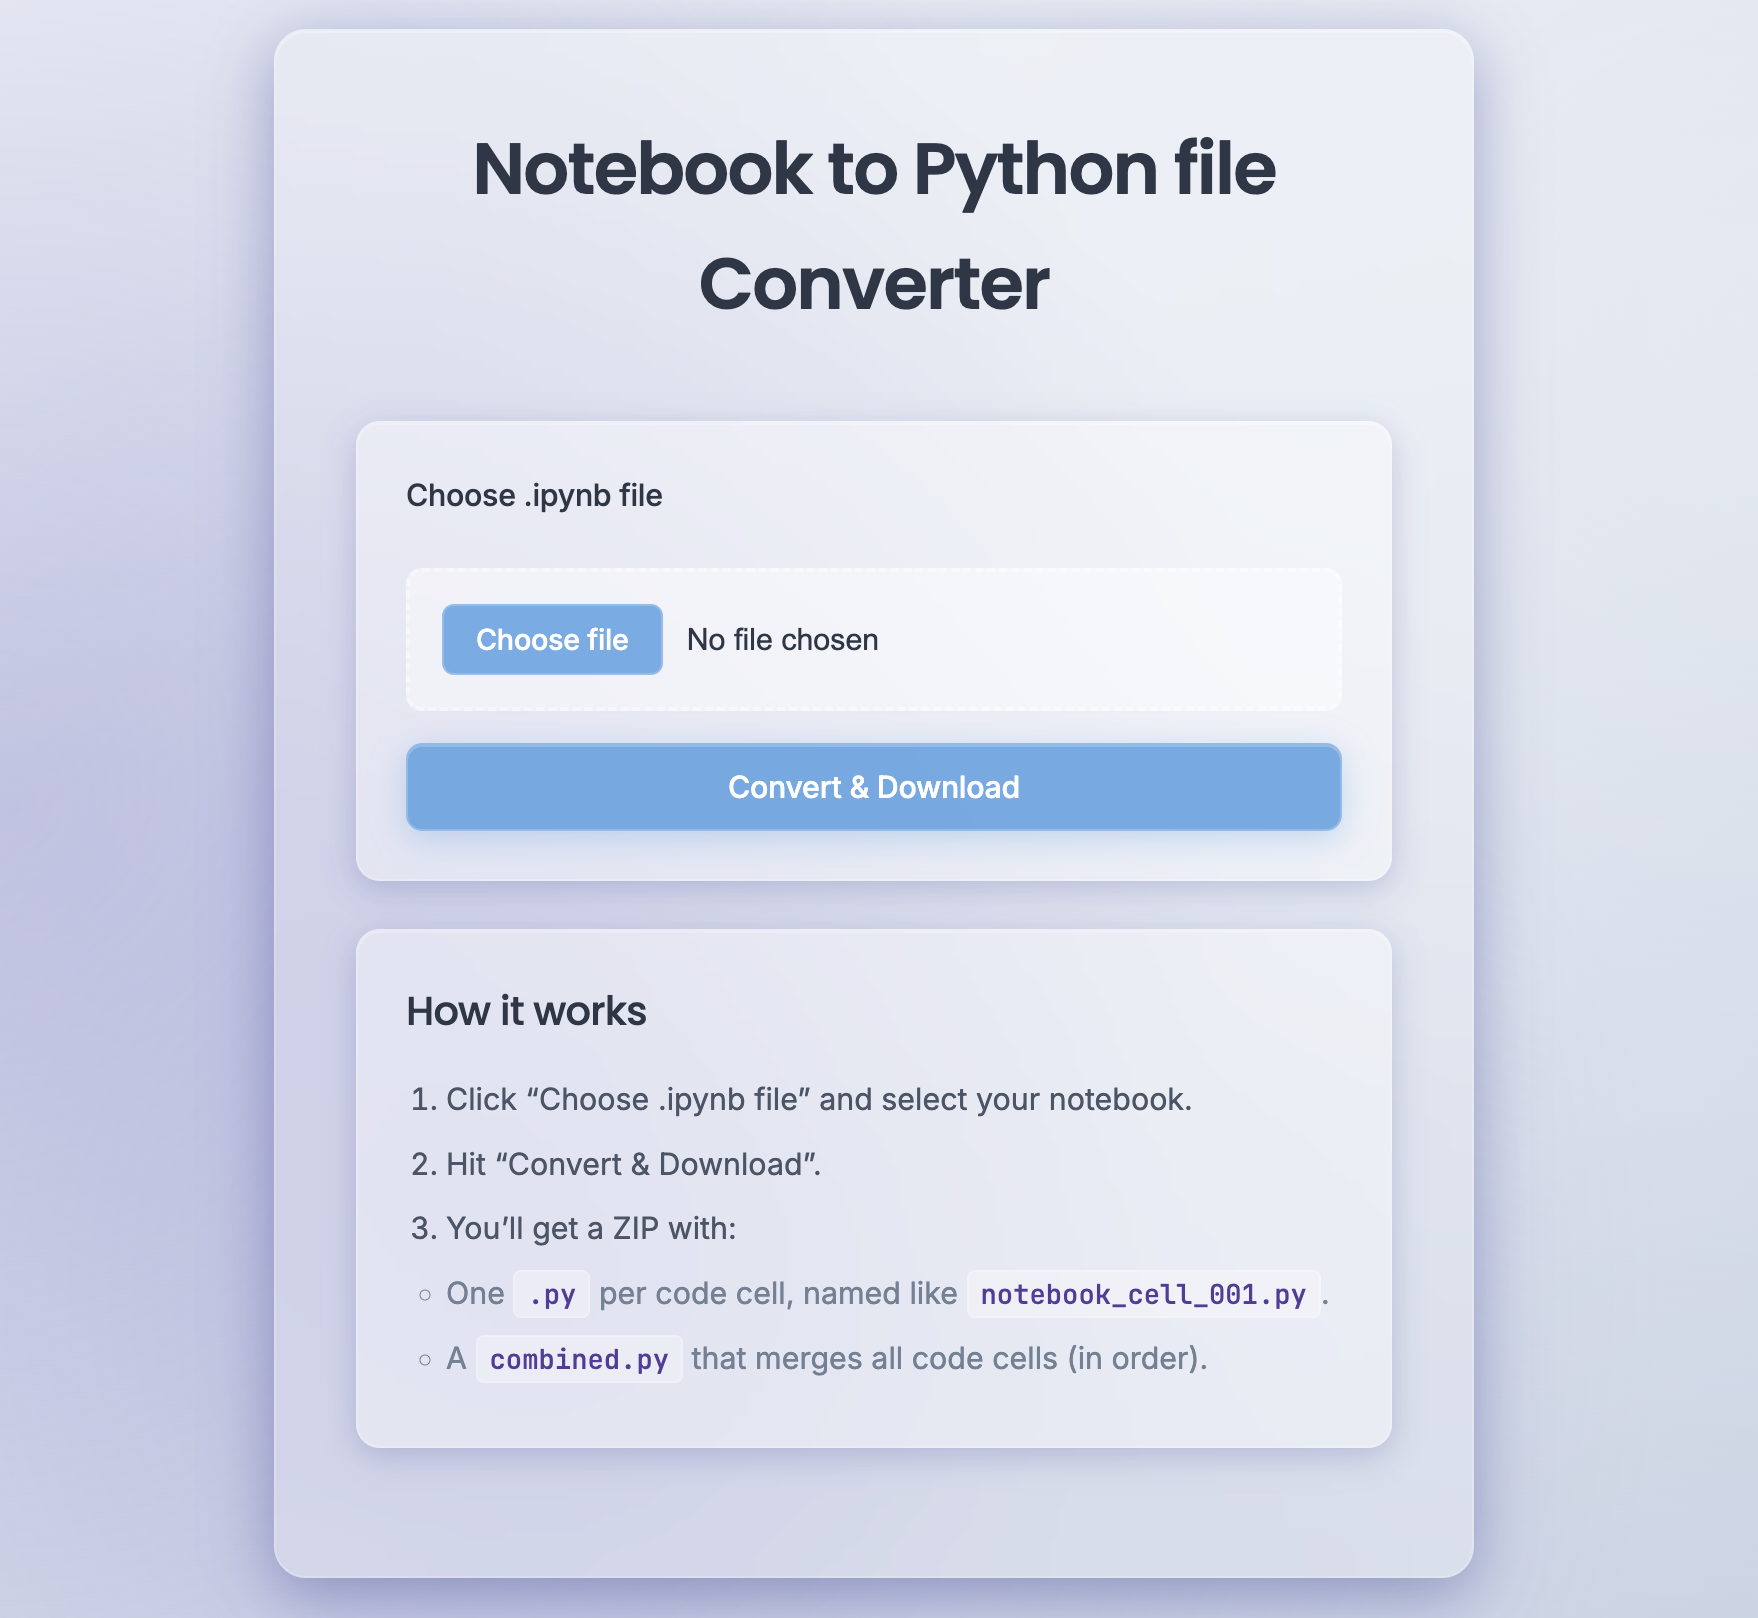 Notebook to Python file
Converter
Choose .ipynb file
Choose file
No file chosen
Convert & Download
How it works
1. Click “Choose .ipynb file” and select your notebook.
2. Hit “Convert & Download”.
3. You’ll get a ZIP with:
One .py per code cell, named like notebook_cell_001.py.
A combined.py that merges all code cells (in order).